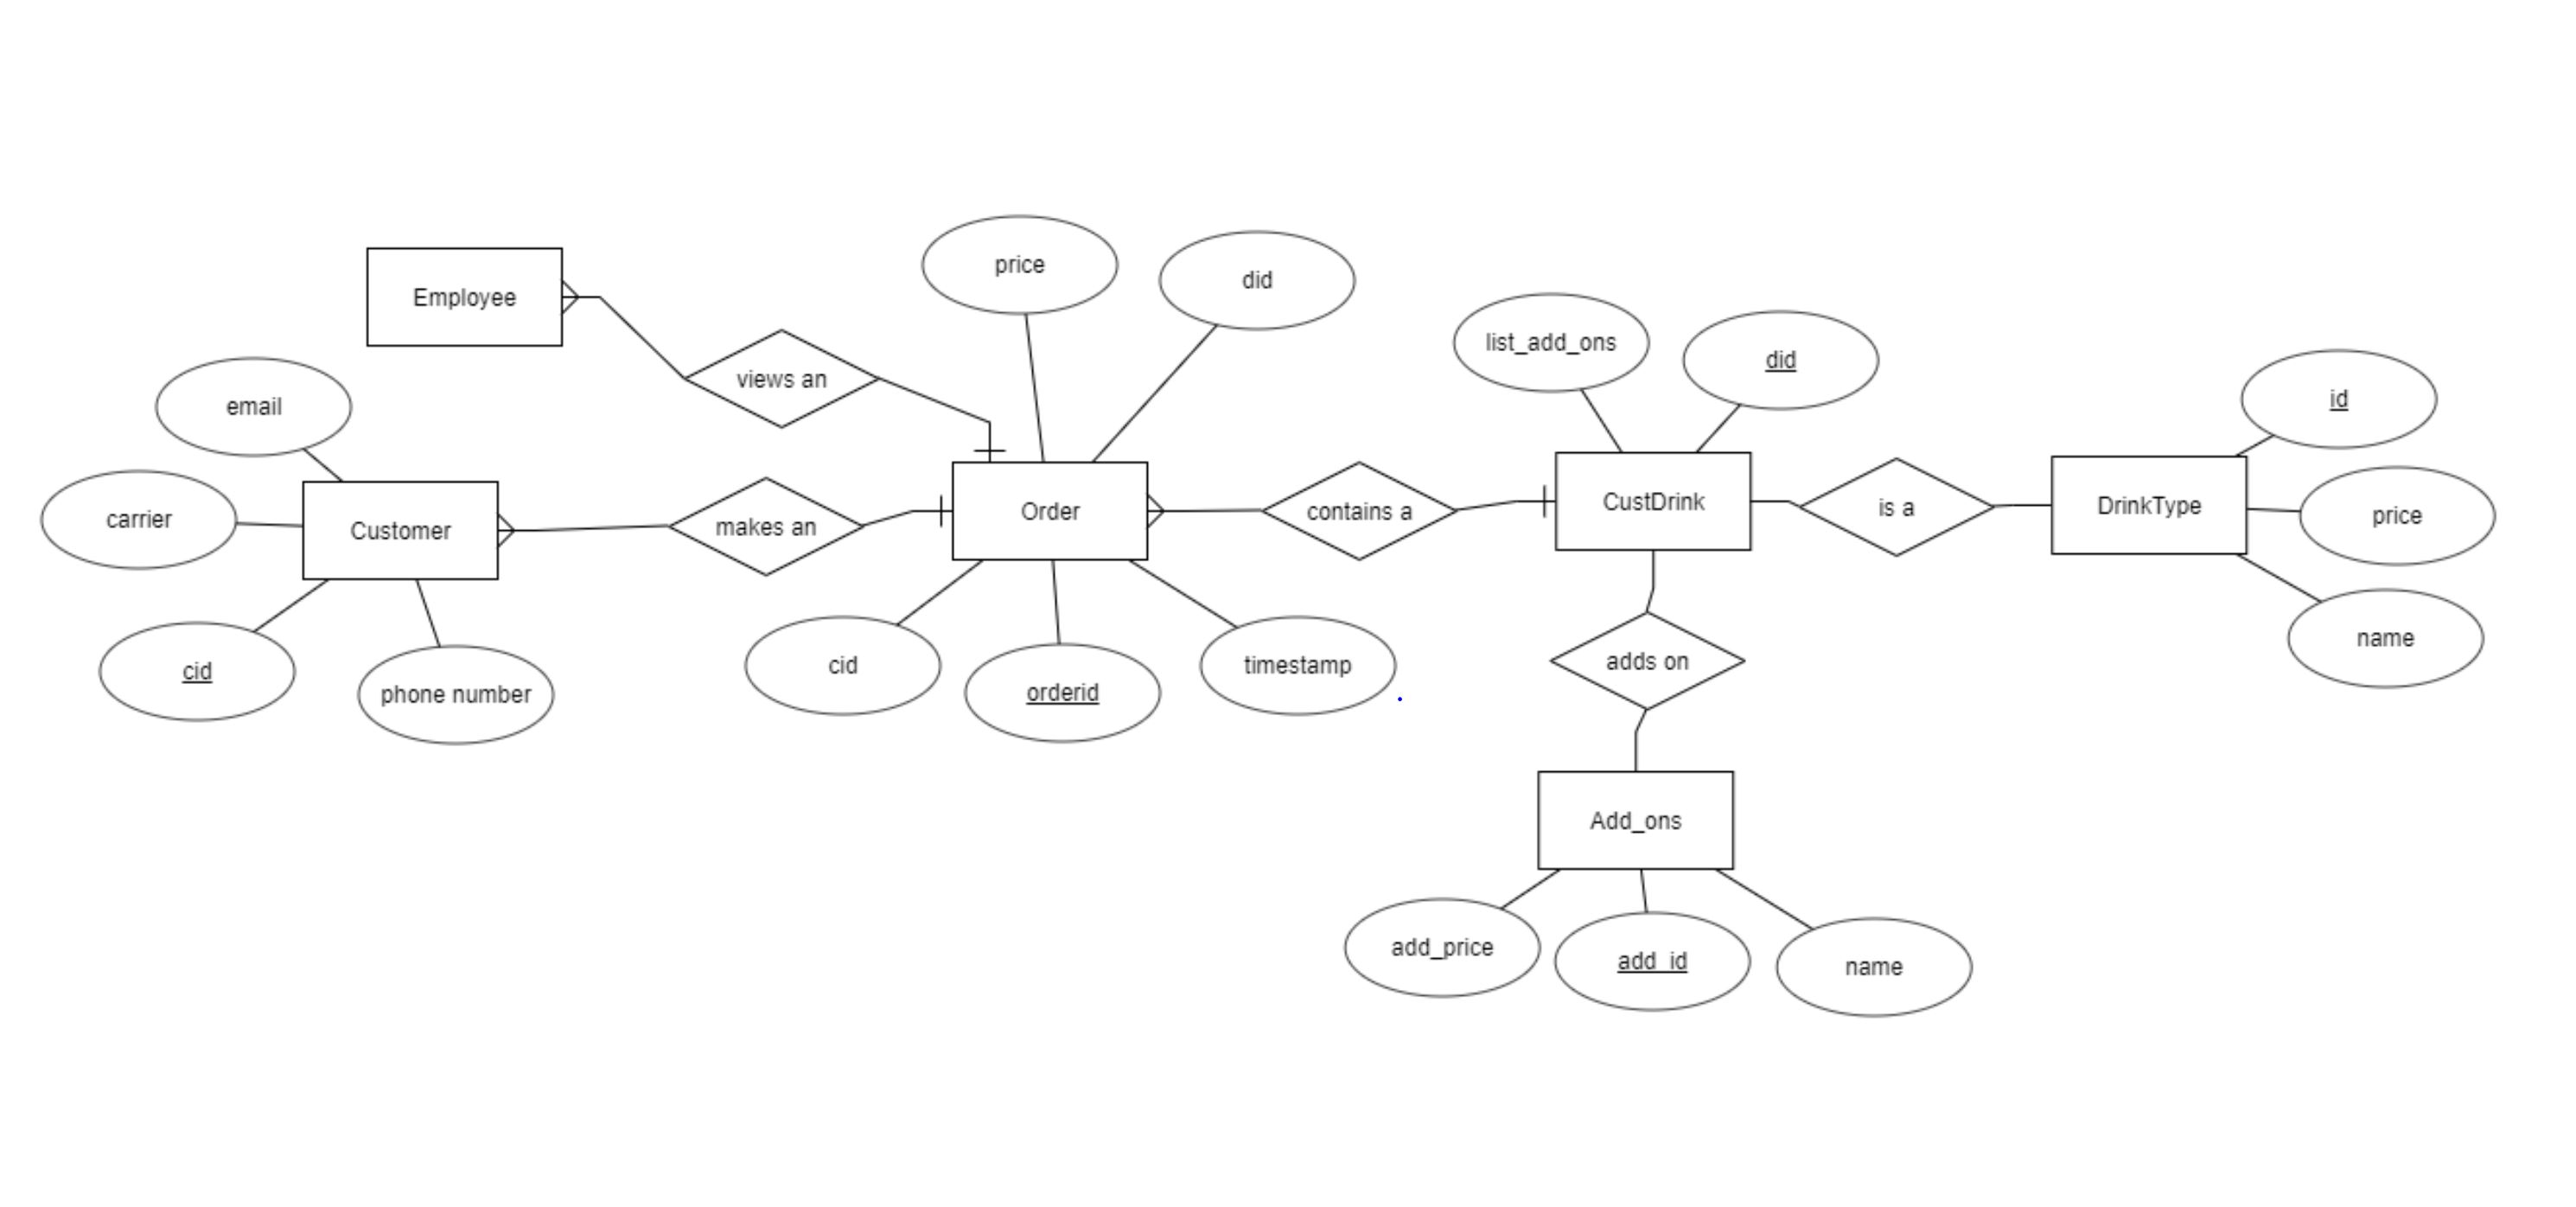 price
did
Employee
list_add_ons
did
views an
id
email
carrier
Customer
makes an
Order
contains a
CustDrink
is a
DrinkType
price
name
cid
phone number
cid
orderid
timestamp
adds on
Add_ons
add_price
add_id
name